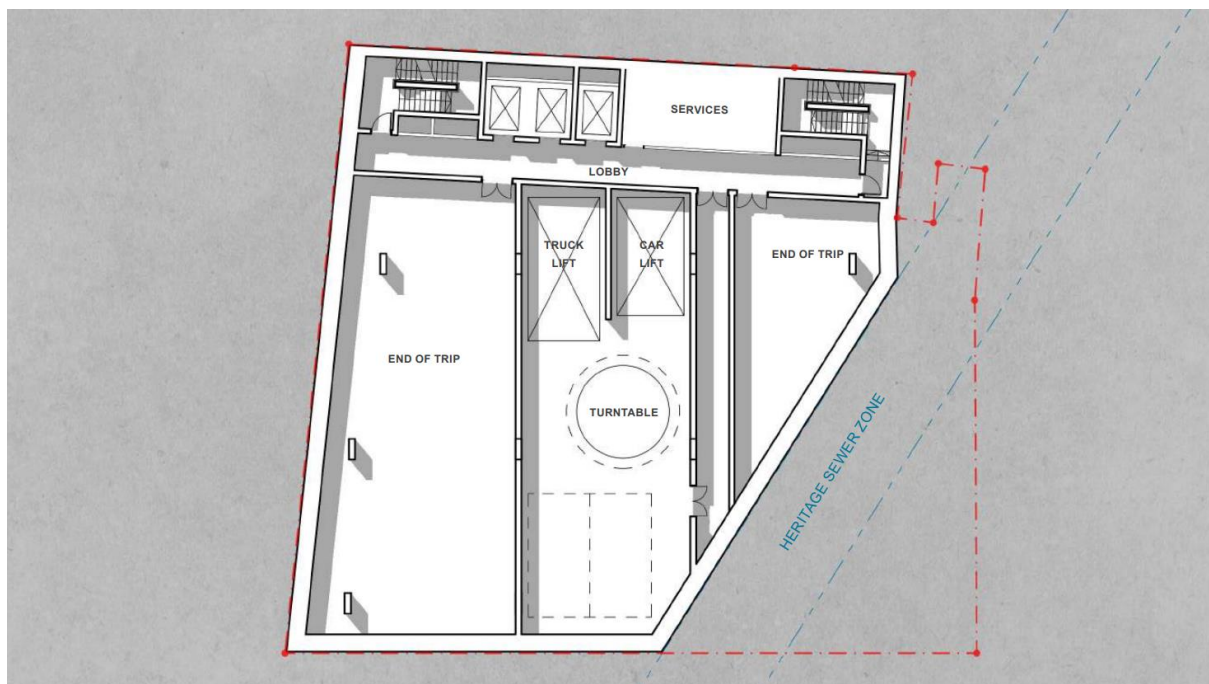 SERVICES
LOBBY
TRUCK
LIFT
CAR
LIFT
END OF TRIP
END OF TRIP
TURNTABLE
HERITAGE SEWER ZONE